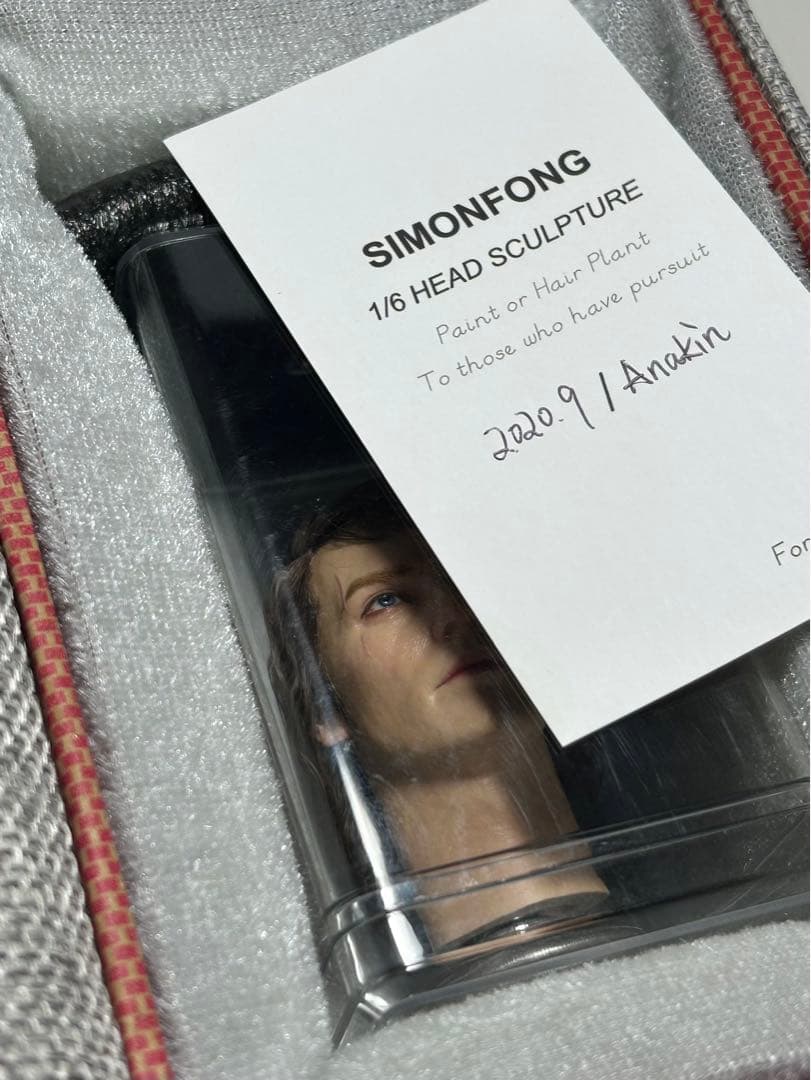 SIMONFONG
1/6 HEAD SCULPTURE
Paint or Hair Plant
To those who have pursuit
2020.9 / Anakin